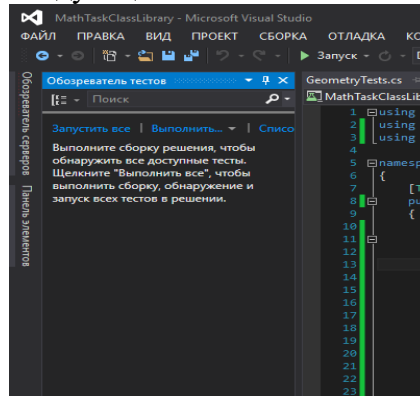 MathTaskClassLibrary - Microsoft Visual Studio
ФАЙЛ ПРАВКА ВИД ПРОЕКТ СБОРКА ОТЛАДКА КО
Запуск
Обозреватель серверов
Панель элементов
Обозреватель тестов
Поиск
Запустить все | Выполнить... | Списо
Выполните сборку решения, чтобы
обнаружить все доступные тесты.
Щелкните "Выполнить все", чтобы
выполнить сборку, обнаружение и
запуск всех тестов в решении.
GeometryTests.cs
MathTaskClassLib
1 using
2 using
3 using
4
5 namesp
6 {
7 [T
8 pu
9 {
10
11
12
13
14
15
16
17
18
19
20
21
22
23